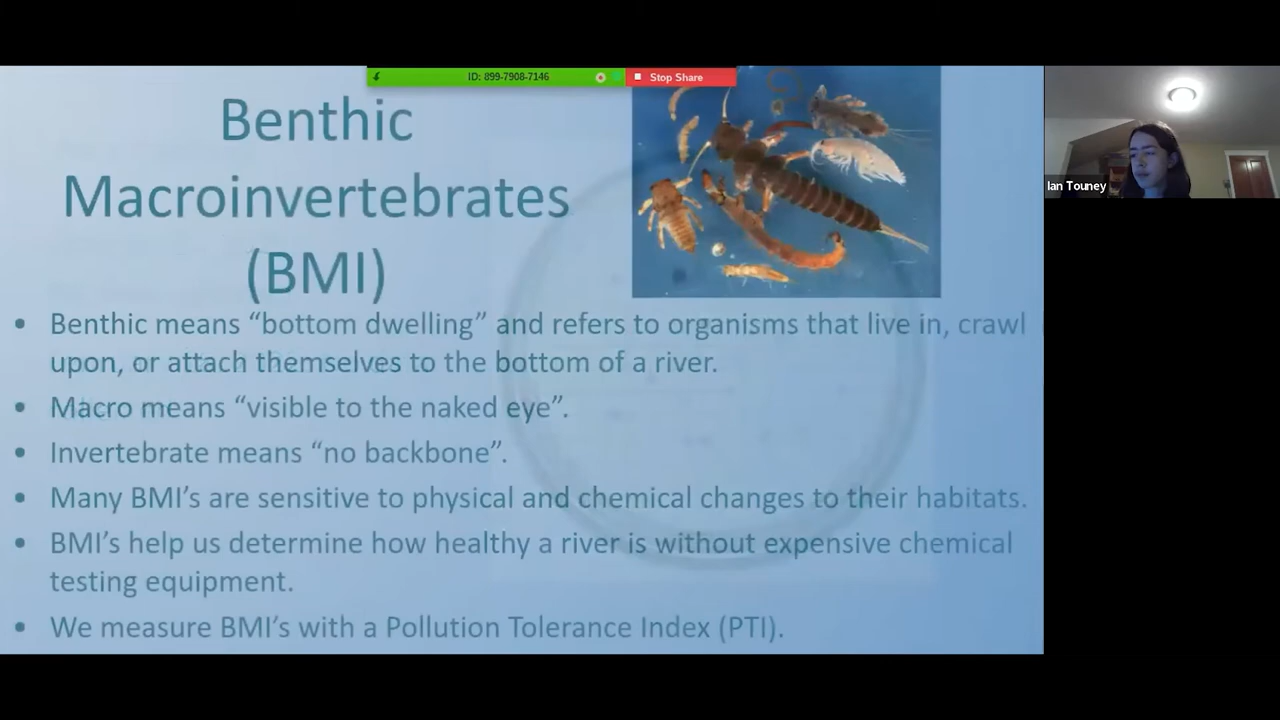 ID: 899-7908-7146
Stop Share
Benthic
Macroinvertebrates
(BMI)
Ian Touney
• Benthic means “bottom dwelling” and refers to organisms that live in, crawl
upon, or attach themselves to the bottom of a river.
• Macro means “visible to the naked eye”.
• Invertebrate means “no backbone”.
• Many BMI’s are sensitive to physical and chemical changes to their habitats.
• BMI’s help us determine how healthy a river is without expensive chemical
testing equipment.
• We measure BMI’s with a Pollution Tolerance Index (PTI).